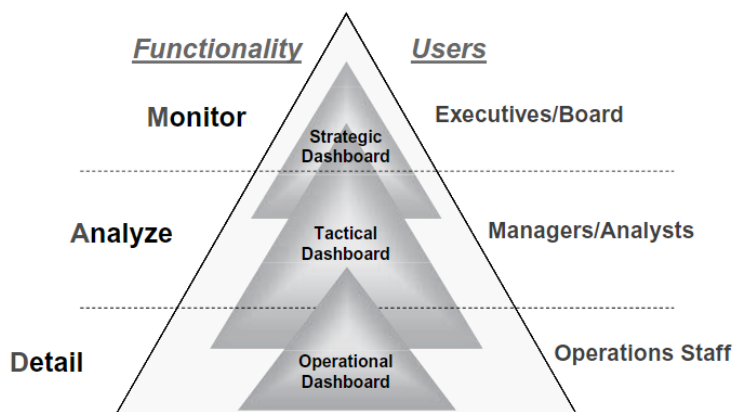 Functionality
Users
Monitor
Executives/Board
Strategic
Dashboard
Analyze
Managers/Analysts
Tactical
Dashboard
Detail
Operations Staff
Operational
Dashboard